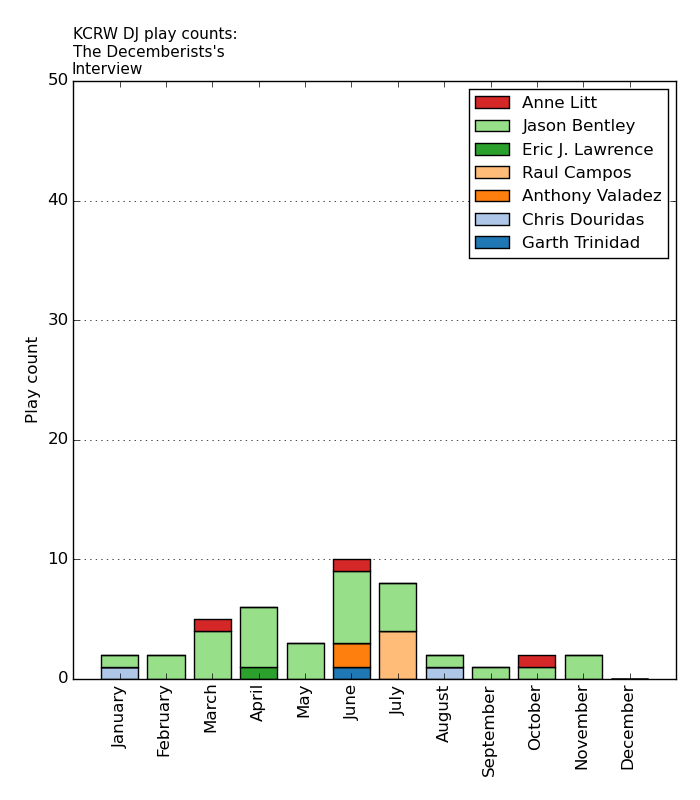 KCRW DJ play counts:
The Decemberists's
Interview
50
40
30
20
10
0
Play count
Anne Litt
Jason Bentley
Eric J. Lawrence
Raul Campos
Anthony Valadez
Chris Douridas
Garth Trinidad
January
February
March
April
May
June
July
August
September
October
November
December